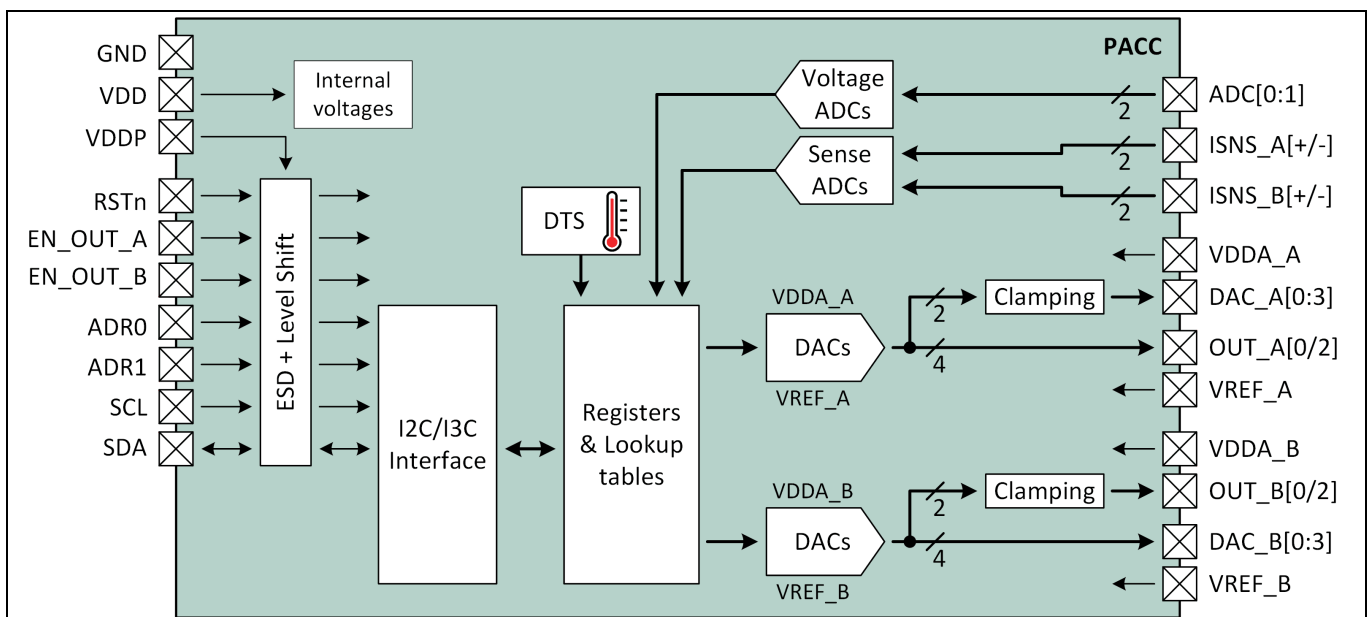 PACC
GND
VDD
VDDP
RSTn
EN_OUT_A
EN_OUT_B
ADR0
ADR1
SCL
SDA
Internal
voltages
ESD + Level Shift
I2C/I3C
Interface
DTS
Registers
& Lookup
tables
Voltage
ADCs
Sense
ADCs
2
2
2
VDDA_A
DACs
VREF_A
2
4
Clamping
VDDA_B
DACs
VREF_B
2
4
Clamping
ADC[0:1]
ISNS_A[+/-]
ISNS_B[+/-]
VDDA_A
DAC_A[0:3]
OUT_A[0/2]
VREF_A
VDDA_B
OUT_B[0/2]
DAC_B[0:3]
VREF_B